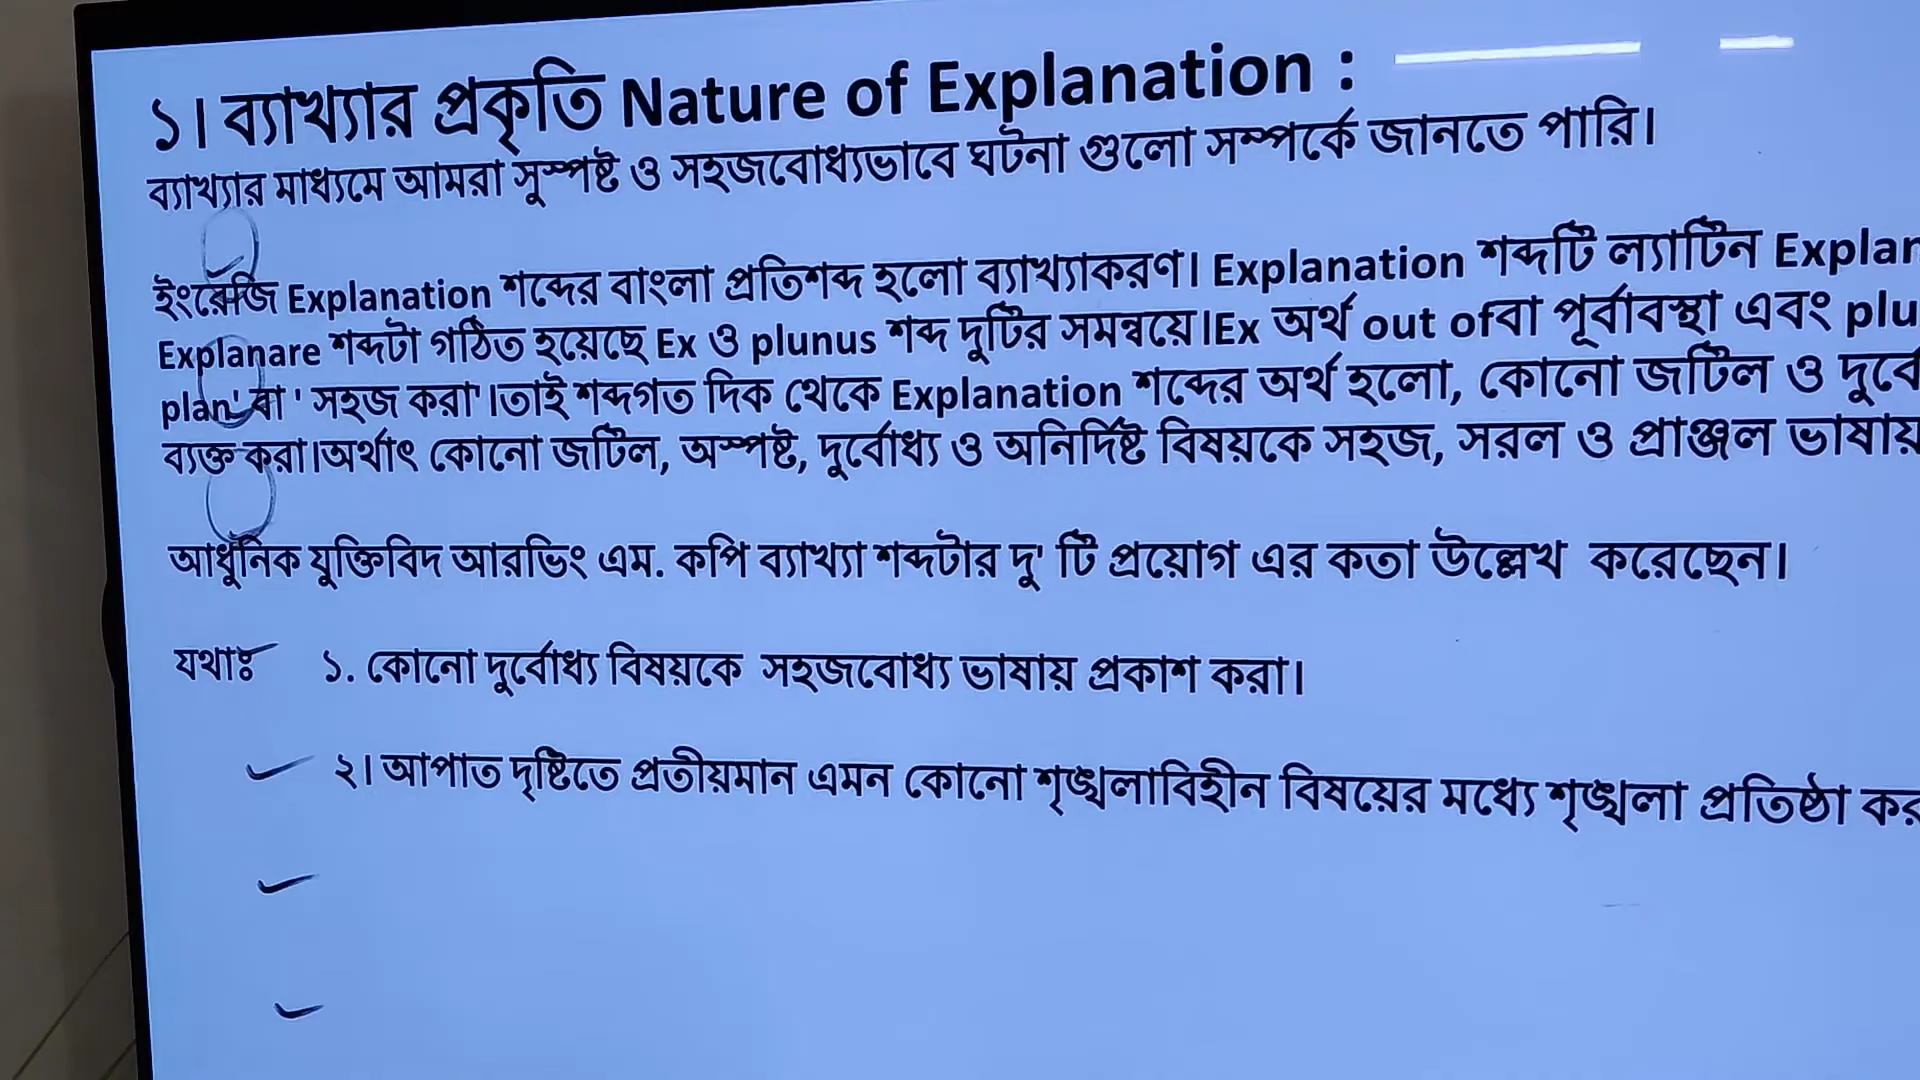 ১। ব্যাখ্যার প্রকৃতি Nature of Explanation :
ব্যাখ্যার মাধ্যমে আমরা সুস্পষ্ট ও সহজবোধ্যভাবে ঘটনা গুলো সম্পর্কে জানতে পারি।
ইংরেজি Explanation শব্দের বাংলা প্রতিশব্দ হলো ব্যাখ্যাকরণ। Explanation শব্দটি ল্যাটিন
Explanare শব্দটা গঠিত হয়েছে Ex ও plunus শব্দ দুটির সমন্বয়ে।Ex অর্থ out ofবা পূর্বাবস্থা এবং
plan' বা ' সহজ করা'।তাই শব্দগত দিক থেকে Explanation শব্দের অর্থ হলো, কোনো জটিল ও
ব্যক্ত করা।অর্থাৎ কোনো জটিল, অস্পষ্ট, দুর্বোধ্য ও অনির্দিষ্ট বিষয়কে সহজ, সরল ও প্রাঞ্জল ভাষায়
আধুনিক যুক্তিবিদ আরভিং এম. কপি ব্যাখ্যা শব্দটার দু' টি প্রয়োগ এর কতা উল্লেখ করেছেন।
যথাঃ ১. কোনো দুর্বোধ্য বিষয়কে সহজবোধ্য ভাষায় প্রকাশ করা।
২। আপাত দৃষ্টিতে প্রতীয়মান এমন কোনো শৃঙ্খলাবিহীন বিষয়ের মধ্যে শৃঙ্খলা প্রতিষ্ঠা